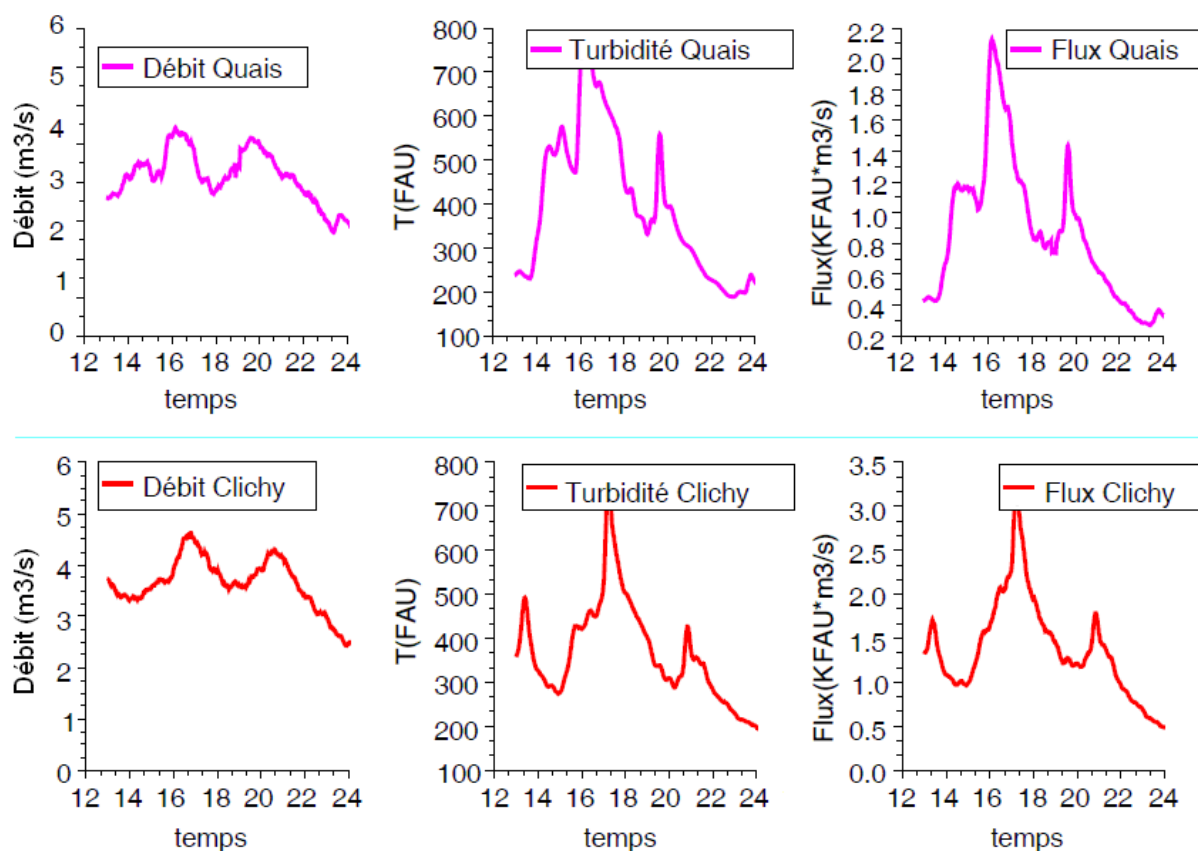 Débit Quais
Débit (m3/s)
6
5
4
3
2
1
0
12 14 16 18 20 22 24
temps
Turbidité Quais
T(FAU)
800
700
600
500
400
300
200
100
12 14 16 18 20 22 24
temps
Flux Quais
Flux(KFAU*m3/s)
2.2
2.0
1.8
1.6
1.4
1.2
1.0
0.8
0.6
0.4
0.2
12 14 16 18 20 22 24
temps
Débit Clichy
Débit (m3/s)
6
5
4
3
2
1
0
12 14 16 18 20 22 24
temps
Turbidité Clichy
T(FAU)
800
700
600
500
400
300
200
100
12 14 16 18 20 22 24
temps
Flux Clichy
Flux(KFAU*m3/s)
3.5
3.0
2.5
2.0
1.5
1.0
0.5
0.0
12 14 16 18 20 22 24
temps